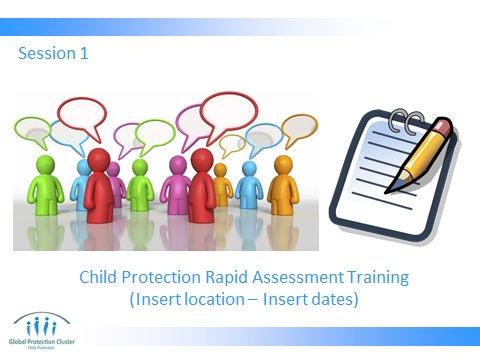 Session 1
Child Protection Rapid Assessment Training
(Insert location – Insert dates)
Global Protection Cluster
Child Protection